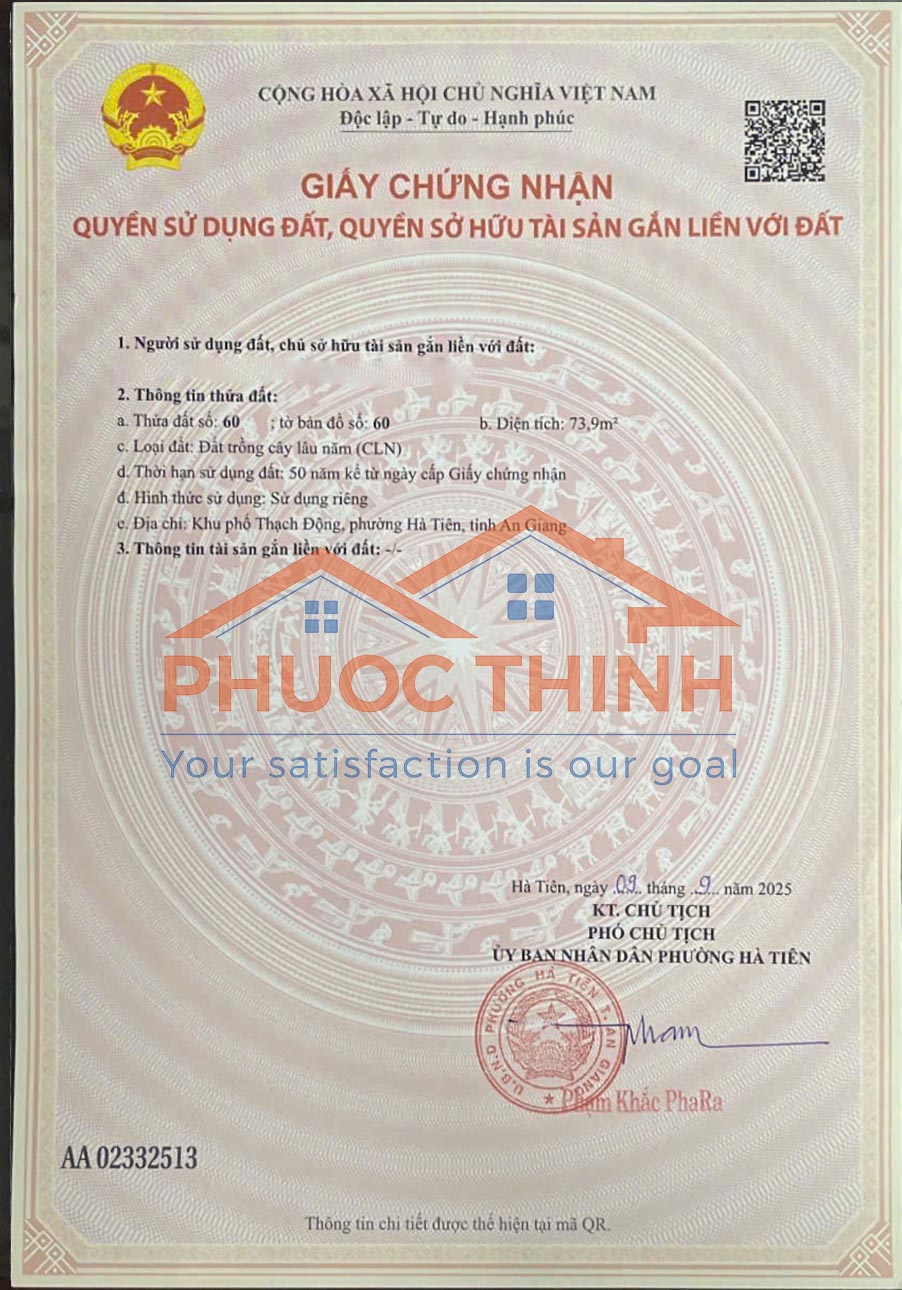 CỘNG HÒA XÃ HỘI CHỦ NGHĨA VIỆT NAM
Độc lập - Tự do - Hạnh phúc
GIẤY CHỨNG NHẬN
QUYỀN SỬ DỤNG ĐẤT, QUYỀN SỞ HỮU TÀI SẢN GẮN LIỀN VỚI ĐẤT
1. Người sử dụng đất, chủ sở hữu tài sản gắn liền với đất:
2. Thông tin thửa đất:
a. Thửa đất số: 60 ; tờ bản đồ số: 60 b. Diện tích: 73,9m²
c. Loại đất: Đất trồng cây lâu năm (CLN)
d. Thời hạn sử dụng đất: 50 năm kể từ ngày cấp Giấy chứng nhận
đ. Hình thức sử dụng: Sử dụng riêng
e. Địa chỉ: Khu phố Thạch Động, phường Hà Tiên, tỉnh An Giang
3. Thông tin tài sản gắn liền với đất: -/-
PHUOC THINH
Your satisfaction is our goal
Hà Tiên, ngày 09 tháng 9 năm 2025
KT. CHỦ TỊCH
PHÓ CHỦ TỊCH
ỦY BAN NHÂN DÂN PHƯỜNG HÀ TIÊN
U.B.N.D PHƯỜNG HÀ TIÊN T. AN GIANG
Pham
Phạm Khắc PhaRa
AA 02332513
Thông tin chi tiết được thể hiện tại mã QR.